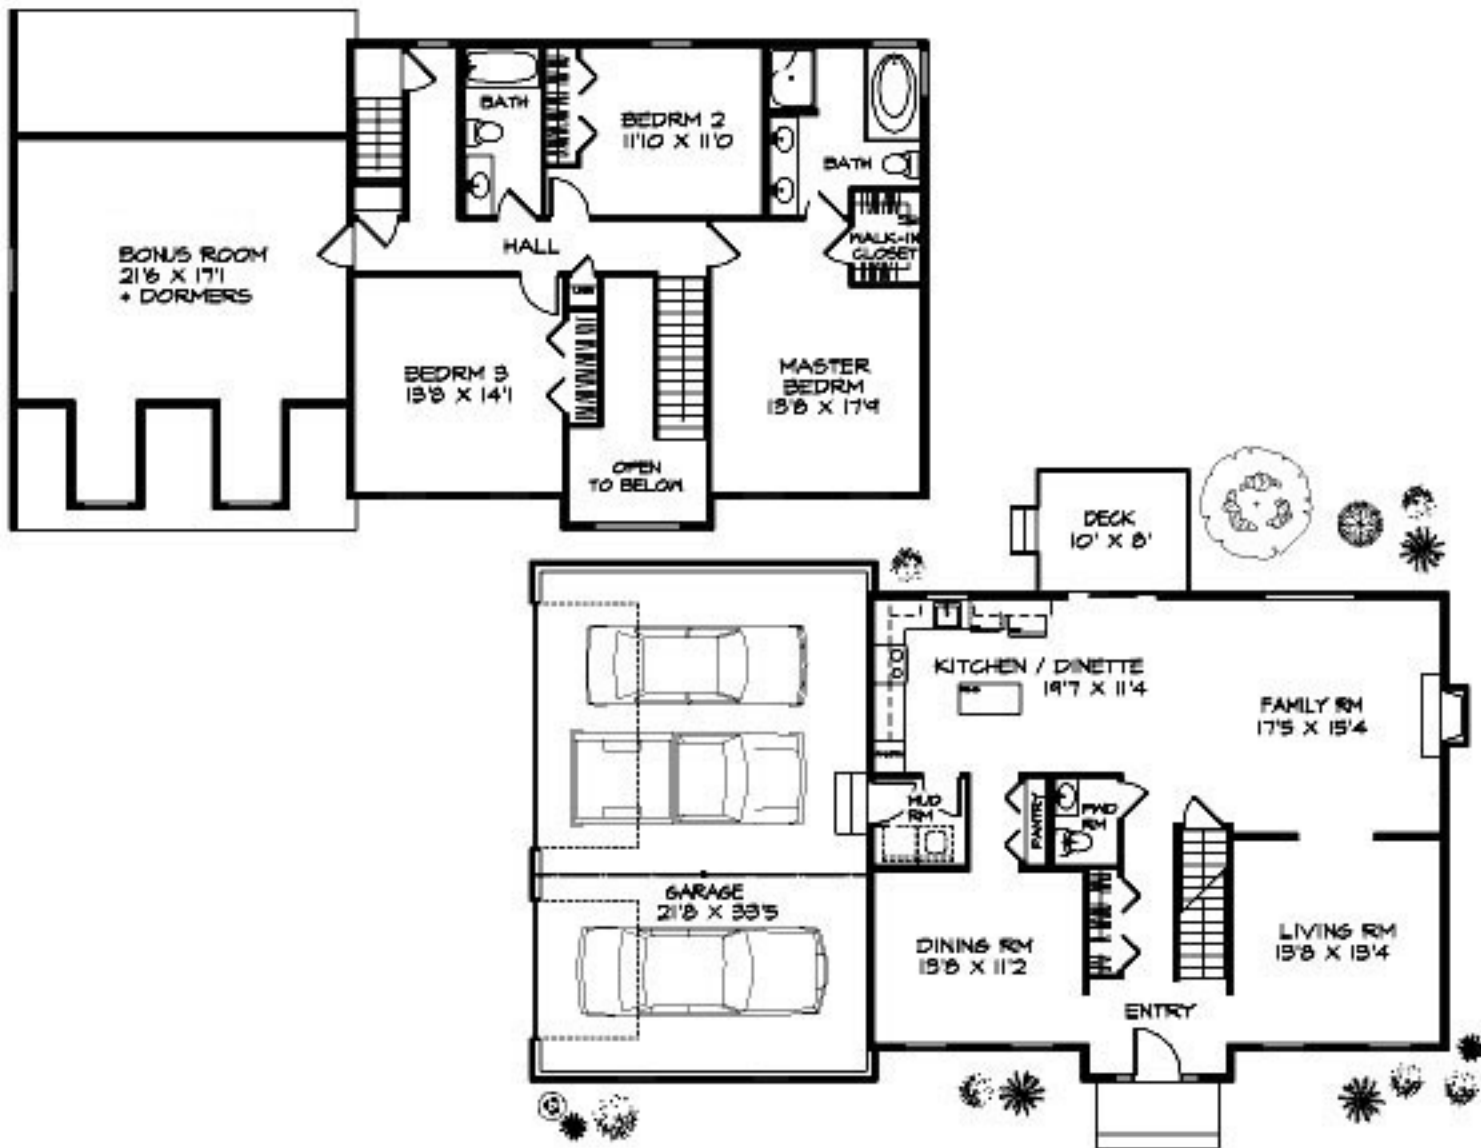 BATH
BEDRM 2
11'10 X 11'0
BATH
WALK-IN
CLOSET
HALL
BONUS ROOM
21'6 X 17'1
+ DORMERS
BEDRM 3
13'8 X 14'1
MASTER
BEDRM
13'8 X 17'9
OPEN
TO BELOW
DECK
10' X 8'
KITCHEN / DINETTE
19'7 X 11'4
FAMILY RM
17'5 X 15'4
MUD
RM
PANTRY
PWD
RM
GARAGE
21'8 X 33'5
DINING RM
13'8 X 11'2
LIVING RM
13'8 X 13'4
ENTRY